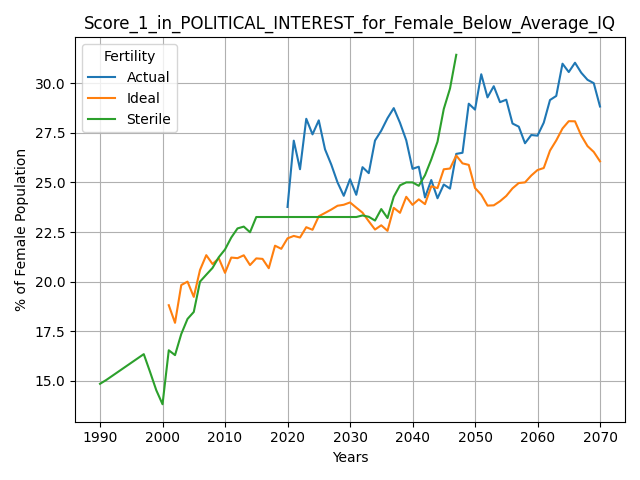 Score_1_in_POLITICAL_INTEREST_for_Female_Below_Average_IQ
Fertility
Actual
Ideal
Sterile
% of Female Population
30.0
27.5
25.0
22.5
20.0
17.5
15.0
1990 2000 2010 2020 2030 2040 2050 2060 2070
Years